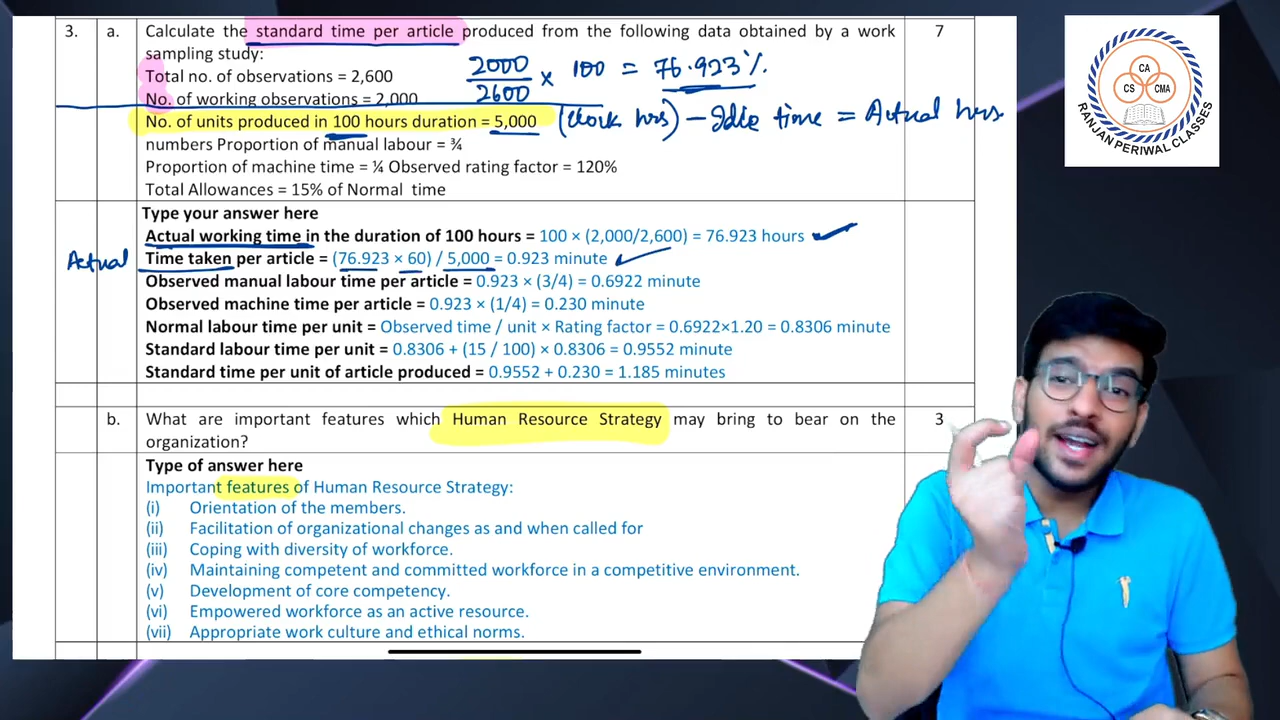 3. a. Calculate the standard time per article produced from the following data obtained by a work 7
sampling study:
Total no. of observations = 2,600
No. of working observations = 2,000
2000
2600
× 100 = 76.923%.
No. of units produced in 100 hours duration = 5,000
(Clock hrs) - Idle time = Actual hrs
numbers Proportion of manual labour = ¾
Proportion of machine time = ¼ Observed rating factor = 120%
Total Allowances = 15% of Normal time
Type your answer here
Actual working time in the duration of 100 hours = 100 × (2,000/2,600) = 76.923 hours
Actual
Time taken per article = (76.923 × 60) / 5,000 = 0.923 minute
Observed manual labour time per article = 0.923 × (3/4) = 0.6922 minute
Observed machine time per article = 0.923 × (1/4) = 0.230 minute
Normal labour time per unit = Observed time / unit × Rating factor = 0.6922×1.20 = 0.8306 minute
Standard labour time per unit = 0.8306 + (15 / 100) × 0.8306 = 0.9552 minute
Standard time per unit of article produced = 0.9552 + 0.230 = 1.185 minutes
b. What are important features which Human Resource Strategy may bring to bear on the 3
organization?
Type of answer here
Important features of Human Resource Strategy:
(i) Orientation of the members.
(ii) Facilitation of organizational changes as and when called for
(iii) Coping with diversity of workforce.
(iv) Maintaining competent and committed workforce in a competitive environment.
(v) Development of core competency.
(vi) Empowered workforce as an active resource.
(vii) Appropriate work culture and ethical norms.
CA
CS
CMA
RANJAN PERIWAL CLASSES